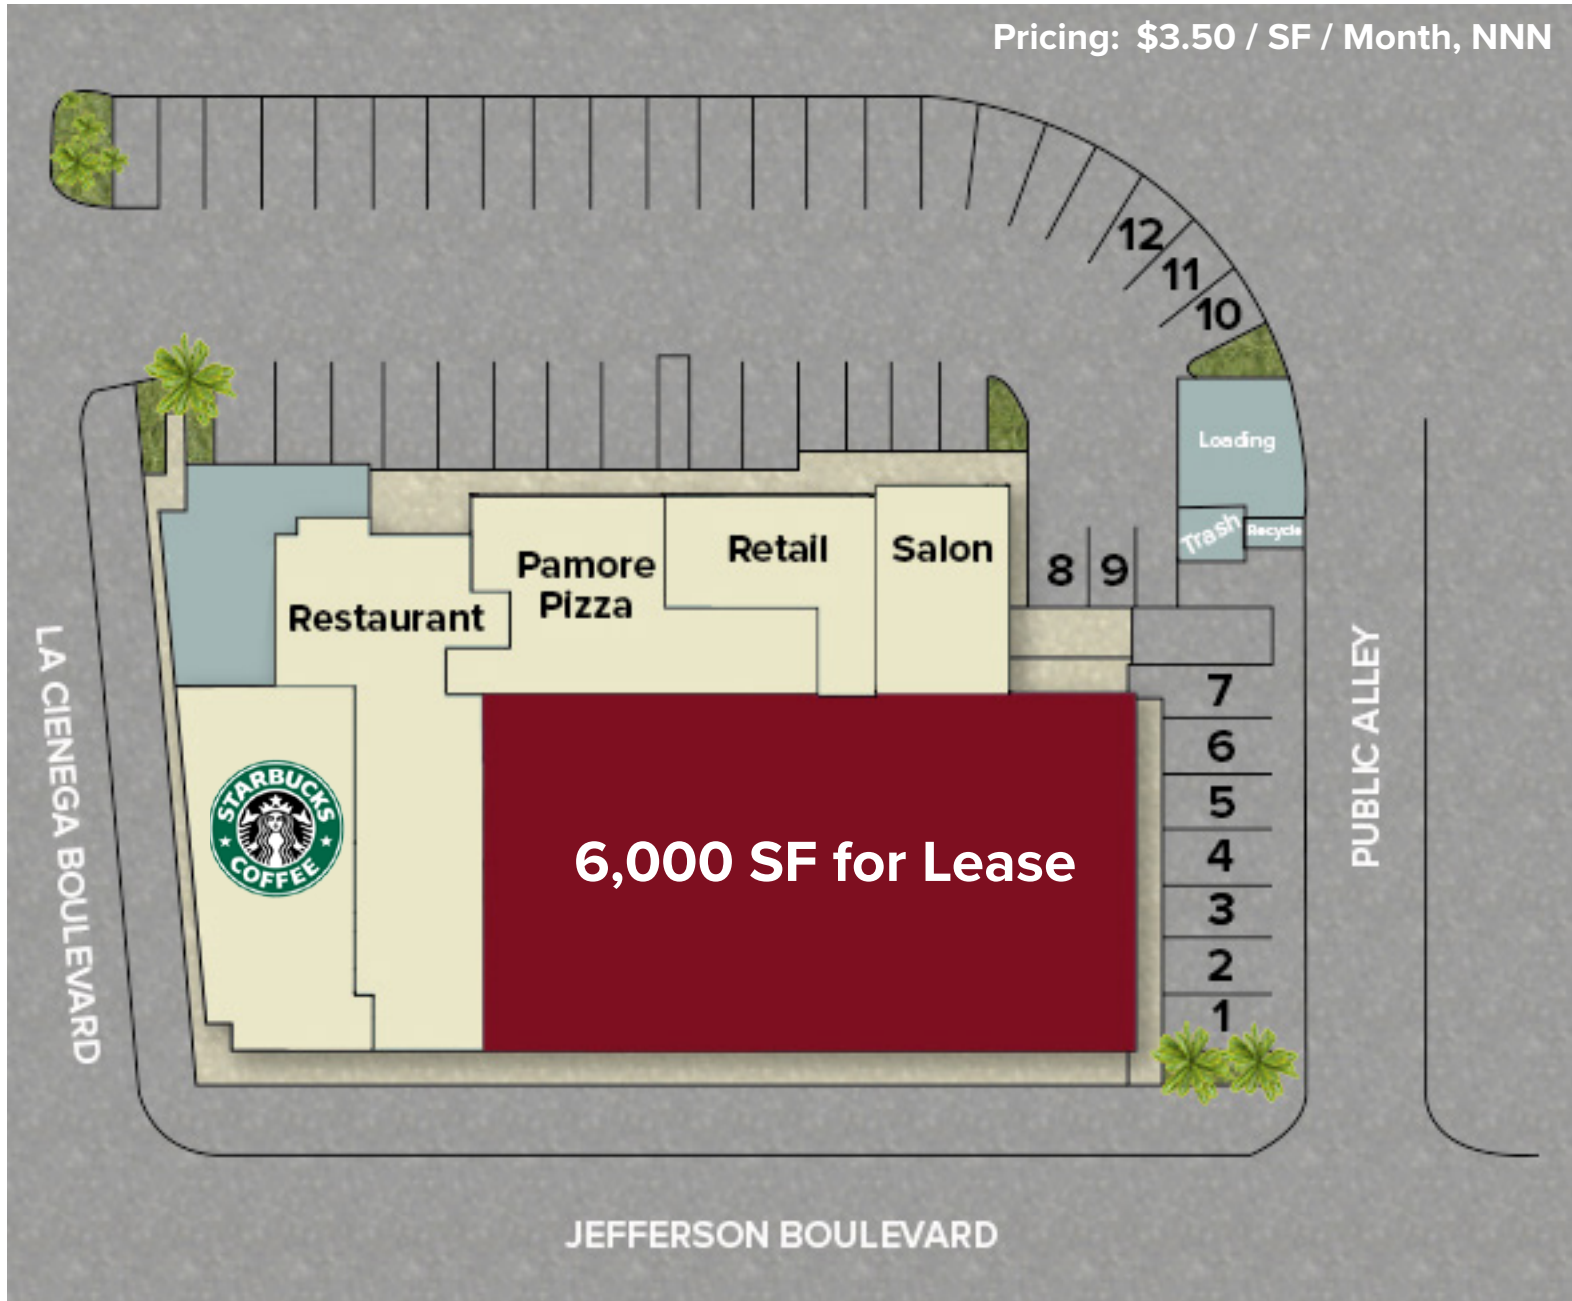 Pricing: $3.50 / SF / Month, NNN
12
11
10
Loading
Trash
Recycle
8
9
Retail
Salon
Pamore
Pizza
Restaurant
7
6
5
4
3
2
1
STARBUCKS
COFFEE
6,000 SF for Lease
LA CIENEGA BOULEVARD
PUBLIC ALLEY
JEFFERSON BOULEVARD